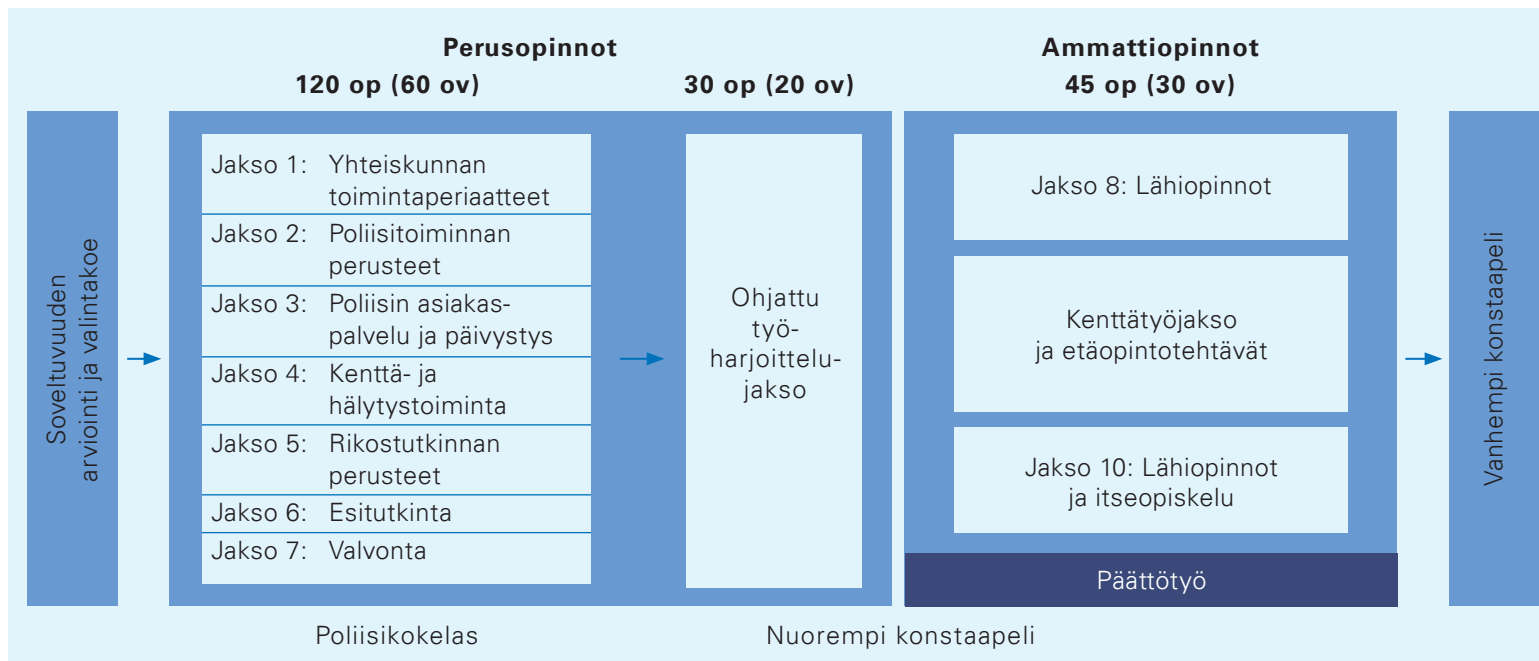 Perusopinnot
120 op (60 ov)
30 op (20 ov)
Ammattiopinnot
45 op (30 ov)
Soveltuvuuden
arviointi ja valintakoe
Jakso 1: Yhteiskunnan
toimintaperiaatteet
Jakso 2: Poliisitoiminnan
perusteet
Jakso 3: Poliisin asiakas-
palvelu ja päivystys
Jakso 4: Kenttä- ja
hälytystoiminta
Jakso 5: Rikostutkinnan
perusteet
Jakso 6: Esitutkinta
Jakso 7: Valvonta
Ohjattu
työ-
harjoittelu-
jakso
Jakso 8: Lähiopinnot
Kenttätyöjakso
ja etäopintotehtävät
Jakso 10: Lähiopinnot
ja itseopiskelu
Päättötyö
Vanhempi konstaapeli
Poliisikokelas
Nuorempi konstaapeli